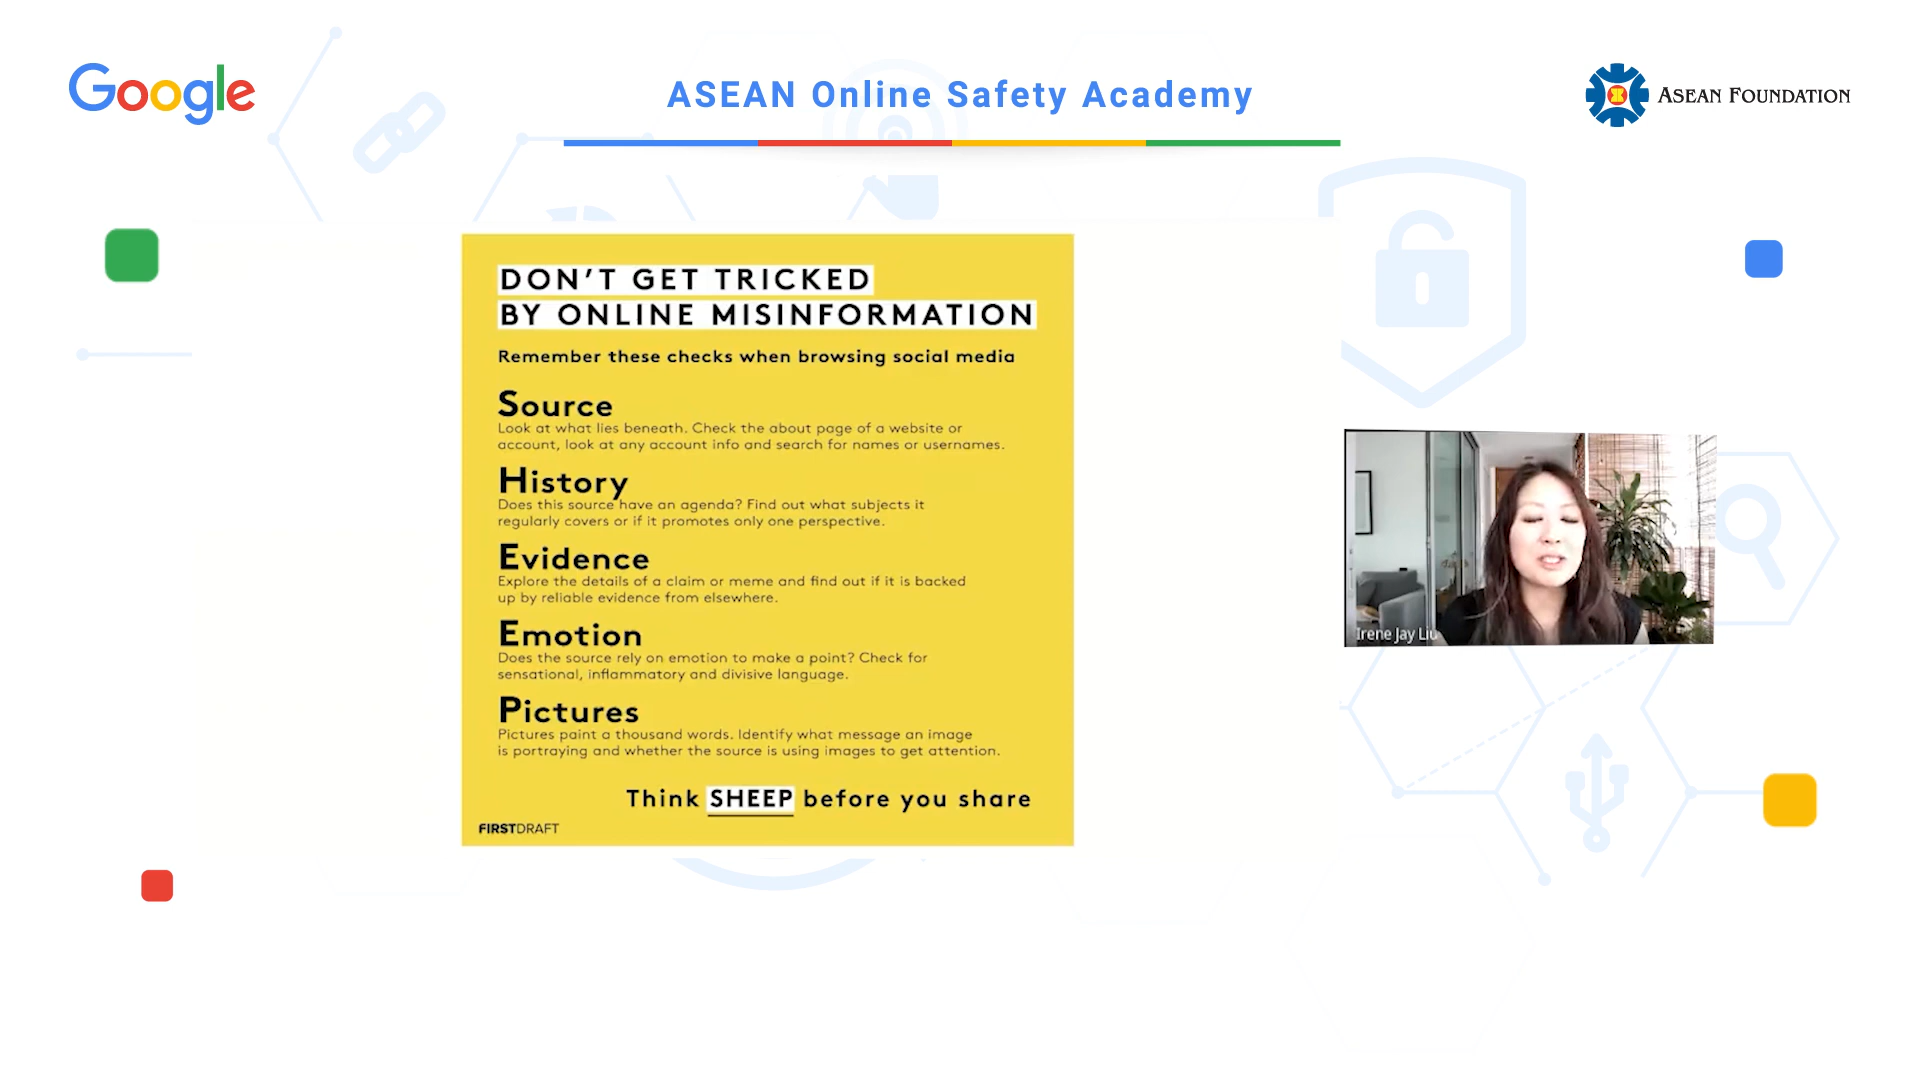 Google
ASEAN Online Safety Academy
ASEAN FOUNDATION
DON'T GET TRICKED
BY ONLINE MISINFORMATION
Remember these checks when browsing social media
Source
Look at what lies beneath. Check the about page of a website or
account, look at any account info and search for names or usernames.
History
Does this source have an agenda? Find out what subjects it
regularly covers or if it promotes only one perspective.
Evidence
Explore the details of a claim or meme and find out if it is backed
up by reliable evidence from elsewhere.
Emotion
Does the source rely on emotion to make a point? Check for
sensational, inflammatory and divisive language.
Pictures
Pictures paint a thousand words. Identify what message an image
is portraying and whether the source is using images to get attention.
Think SHEEP before you share
FIRSTDRAFT
Irene Jay Liu